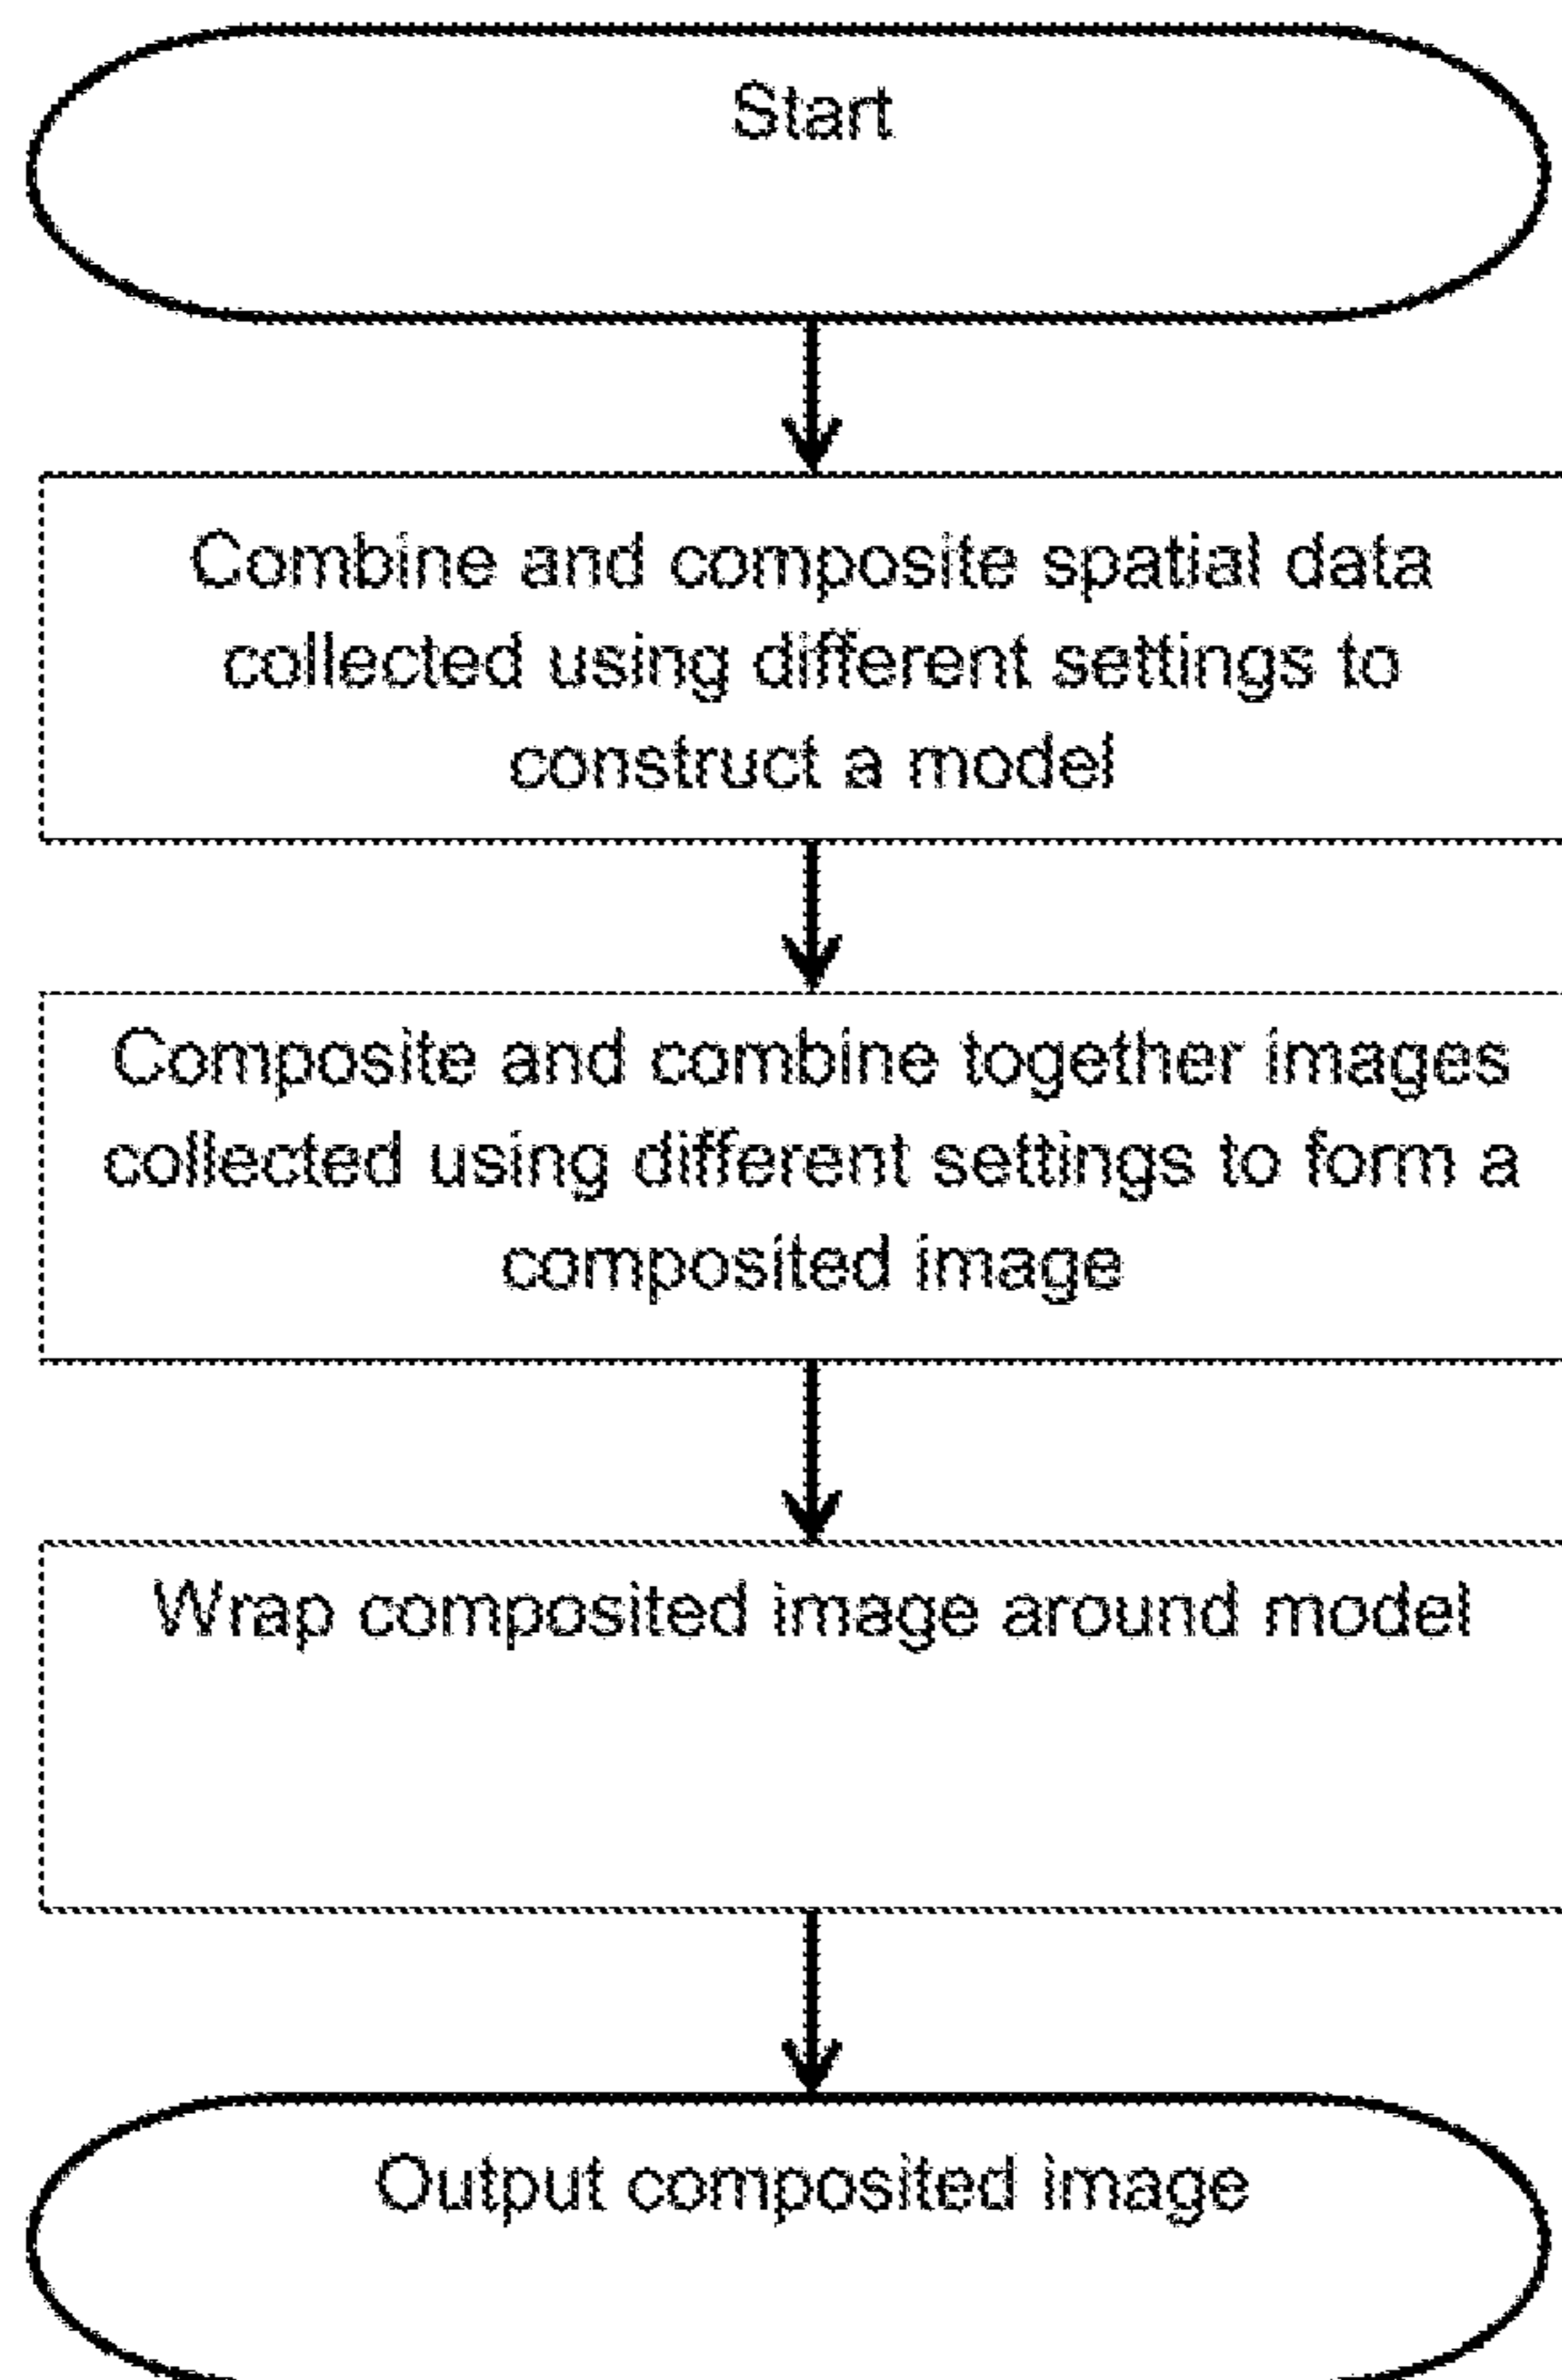 Start
Combine and composite spatial data
collected using different settings to
construct a model
Composite and combine together images
collected using different settings to form a
composited image
Wrap composited image around model
Output composited image